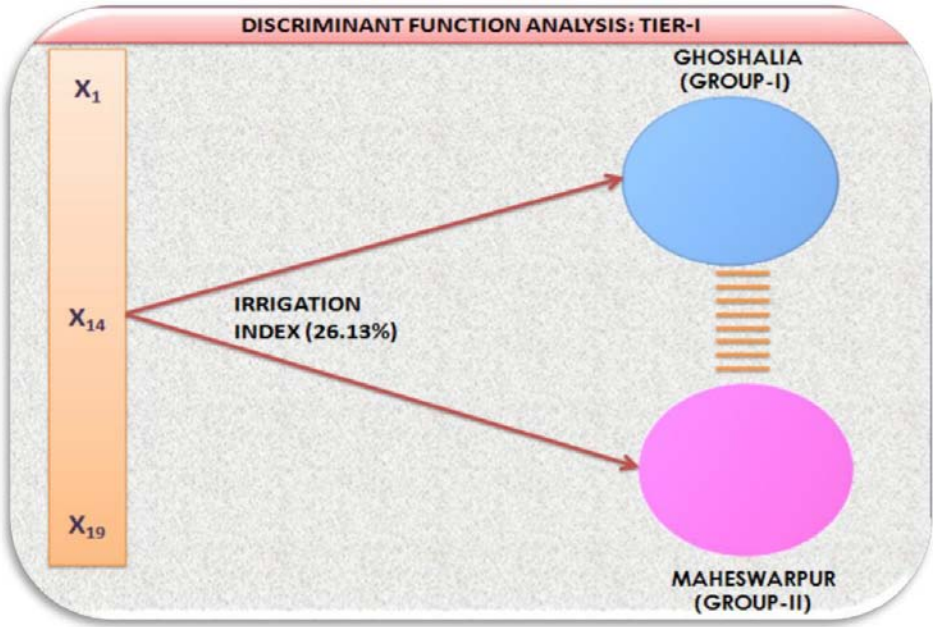 DISCRIMINANT FUNCTION ANALYSIS: TIER-I
GHOSHALIA
(GROUP-I)
X₁
IRRIGATION
INDEX (26.13%)
X₁₄
X₁₉
MAHESWARPUR
(GROUP-II)